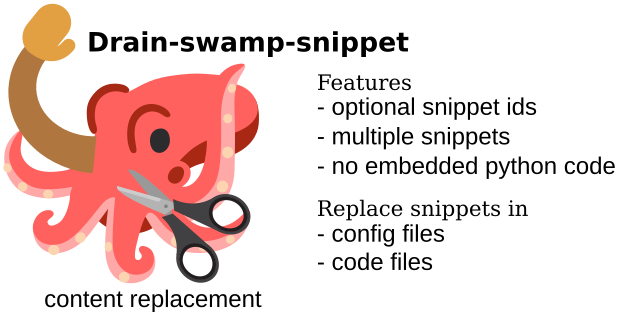 Drain-swamp-snippet
Features
- optional snippet ids
- multiple snippets
- no embedded python code
Replace snippets in
- config files
- code files
content replacement